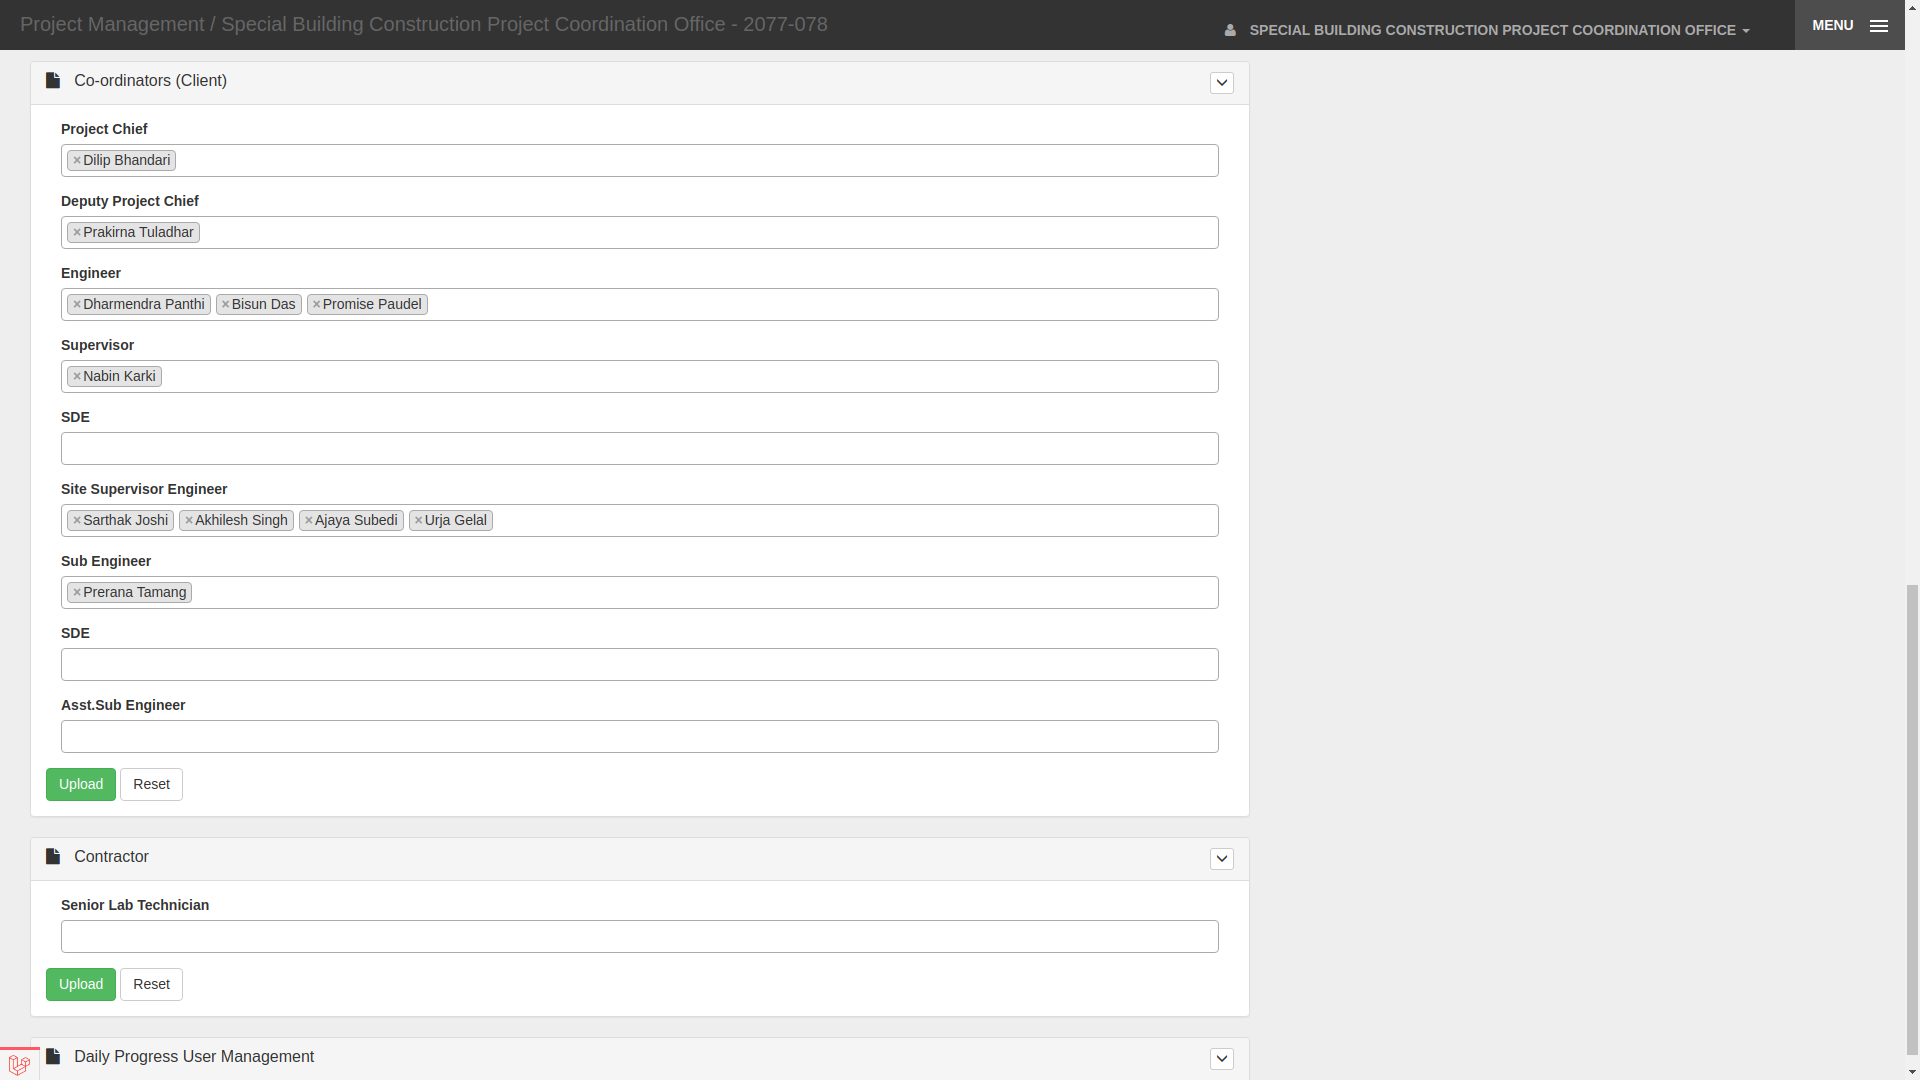 Project Management / Special Building Construction Project Coordination Office - 2077-078
SPECIAL BUILDING CONSTRUCTION PROJECT COORDINATION OFFICE
MENU
Co-ordinators (Client)
Project Chief
×Dilip Bhandari
Deputy Project Chief
×Prakirna Tuladhar
Engineer
×Dharmendra Panthi ×Bisun Das ×Promise Paudel
Supervisor
×Nabin Karki
SDE
Site Supervisor Engineer
×Sarthak Joshi ×Akhilesh Singh ×Ajaya Subedi ×Urja Gelal
Sub Engineer
×Prerana Tamang
SDE
Asst.Sub Engineer
Upload Reset
Contractor
Senior Lab Technician
Upload Reset
Daily Progress User Management